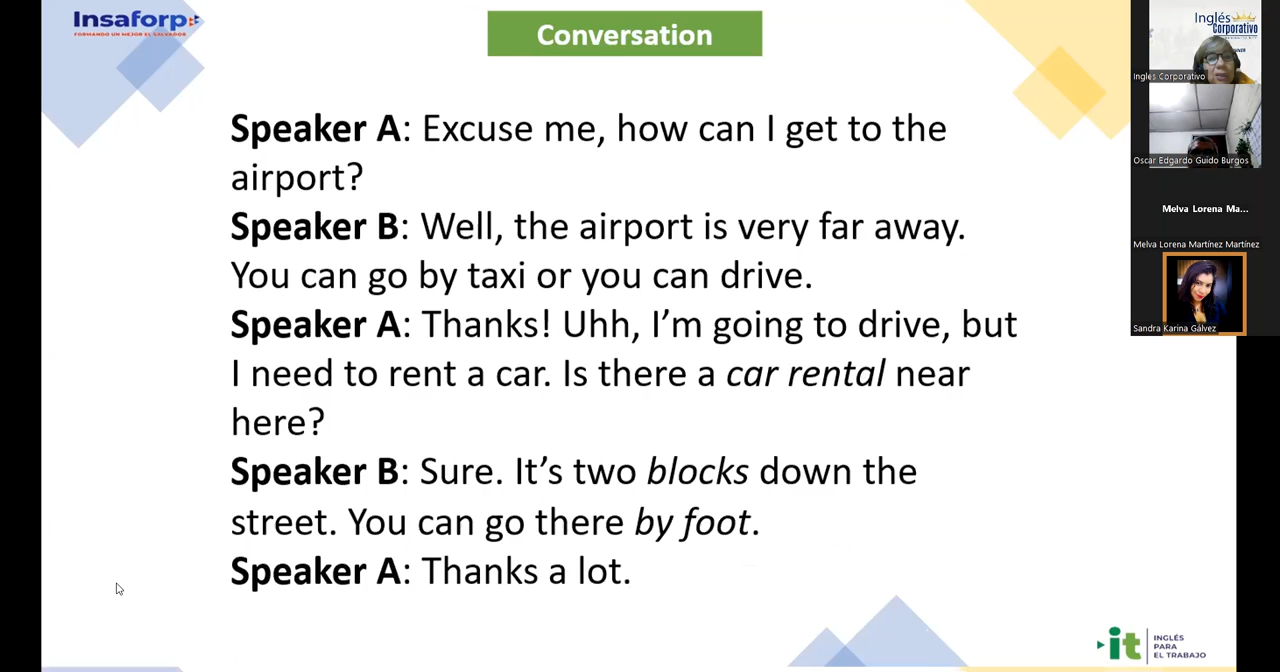 Insaforp
FORMANDO UN MEJOR EL SALVADOR
Conversation
Speaker A: Excuse me, how can I get to the
airport?
Speaker B: Well, the airport is very far away.
You can go by taxi or you can drive.
Speaker A: Thanks! Uhh, I’m going to drive, but
I need to rent a car. Is there a car rental near
here?
Speaker B: Sure. It’s two blocks down the
street. You can go there by foot.
Speaker A: Thanks a lot.
Inglés
Corporativo
Ingles Corporativo
Oscar Edgardo Guido Burgos
Melva Lorena Ma...
Melva Lorena Martínez Martínez
Sandra Karina Gálvez
it
INGLÉS
PARA
EL TRABAJO